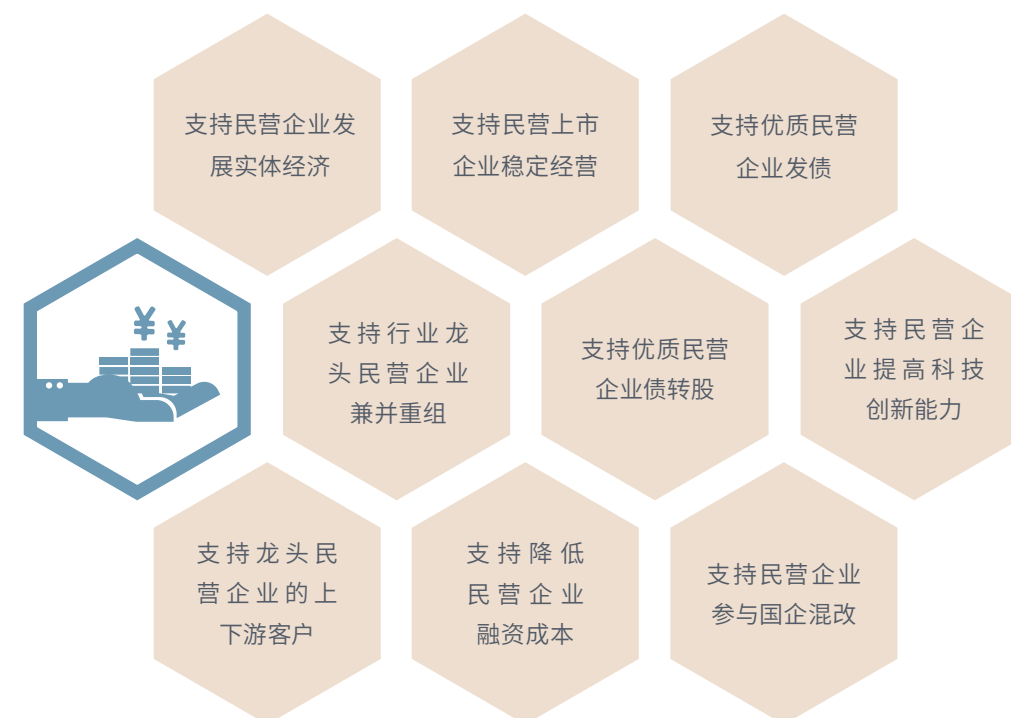 支持民营企业发
展实体经济
支持民营上市
企业稳定经营
支持优质民营
企业发债
¥ ¥
支持行业龙
头民营企业
兼并重组
支持优质民营
企业债转股
支持民营企
业提高科技
创新能力
支持龙头民
营企业的上
下游客户
支持降低
民营企业
融资成本
支持民营企业
参与国企混改